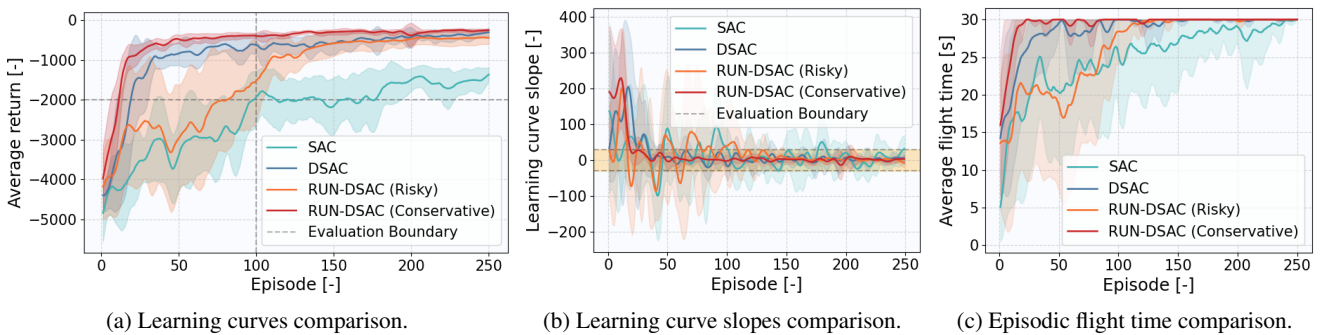 0
−1000
−2000
−3000
−4000
−5000
Average return [-]
0 50 100 150 200 250
Episode [-]
SAC
DSAC
RUN-DSAC (Risky)
RUN-DSAC (Conservative)
Evaluation Boundary
(a) Learning curves comparison.
400
300
200
100
0
−100
−200
Learning curve slope [-]
0 50 100 150 200 250
Episode [-]
SAC
DSAC
RUN-DSAC (Risky)
RUN-DSAC (Conservative)
Evaluation Boundary
(b) Learning curve slopes comparison.
30
25
20
15
10
5
0
Average flight time [s]
0 50 100 150 200 250
Episode [-]
SAC
DSAC
RUN-DSAC (Risky)
RUN-DSAC (Conservative)
(c) Episodic flight time comparison.